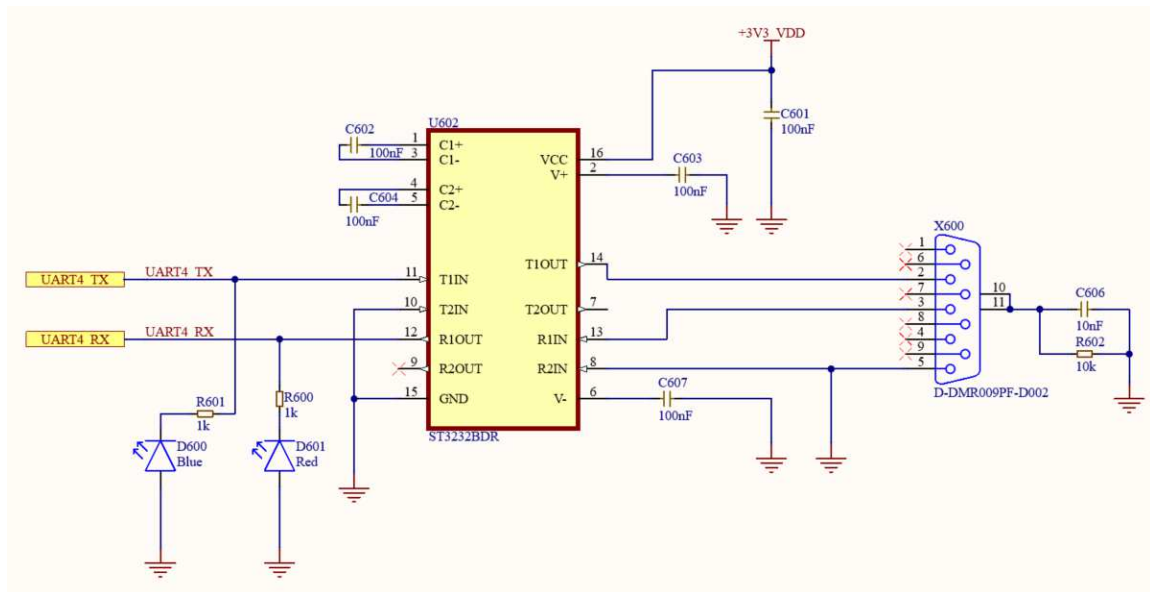 +3V3_VDD
C601
100nF
U602
C602
100nF
1
3
C1+
C1-
4
5
C2+
C2-
C604
100nF
VCC
V+
16
2
C603
100nF
X600
UART4_TX
UART4_TX
11
T1IN
T1OUT
14
10
T2IN
T2OUT
7
UART4_RX
UART4_RX
12
R1OUT
R1IN
13
9
R2OUT
R2IN
8
15
GND
V-
6
ST3232BDR
C607
100nF
1
6
2
7
3
8
4
9
5
10
11
D-DMR009PF-D002
C606
10nF
R602
10k
R601
1k
R600
1k
D600
Blue
D601
Red